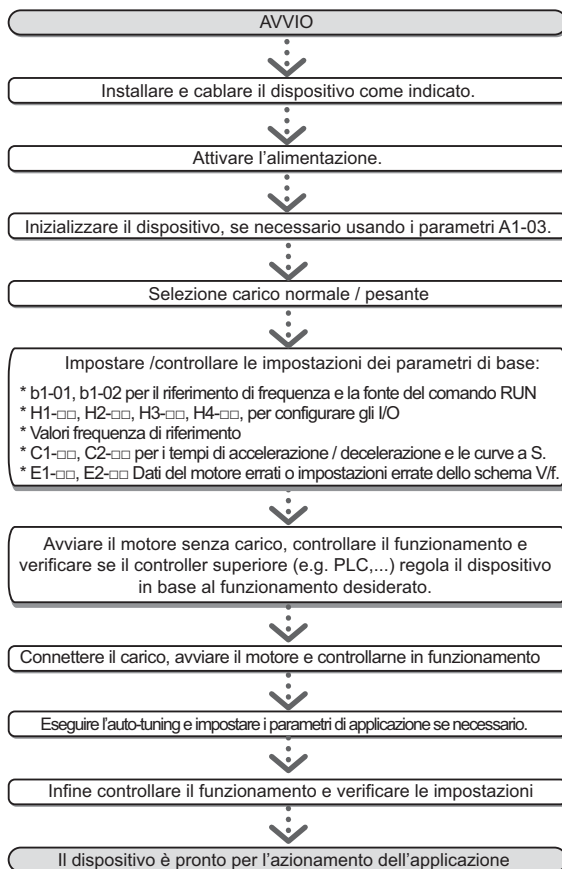 AVVIO
Installare e cablare il dispositivo come indicato.
Attivare l'alimentazione.
Inizializzare il dispositivo, se necessario usando i parametri A1-03.
Selezione carico normale / pesante
Impostare /controllare le impostazioni dei parametri di base:
* b1-01, b1-02 per il riferimento di frequenza e la fonte del comando RUN
* H1-□□, H2-□□, H3-□□, H4-□□, per configurare gli I/O
* Valori frequenza di riferimento
* C1-□□, C2-□□ per i tempi di accelerazione / decelerazione e le curve a S.
* E1-□□, E2-□□ Dati del motore errati o impostazioni errate dello schema V/f.
Avviare il motore senza carico, controllare il funzionamento e
verificare se il controller superiore (e.g. PLC,...) regola il dispositivo
in base al funzionamento desiderato.
Connettere il carico, avviare il motore e controllarne in funzionamento
Eseguire l'auto-tuning e impostare i parametri di applicazione se necessario.
Infine controllare il funzionamento e verificare le impostazioni
Il dispositivo è pronto per l'azionamento dell'applicazione